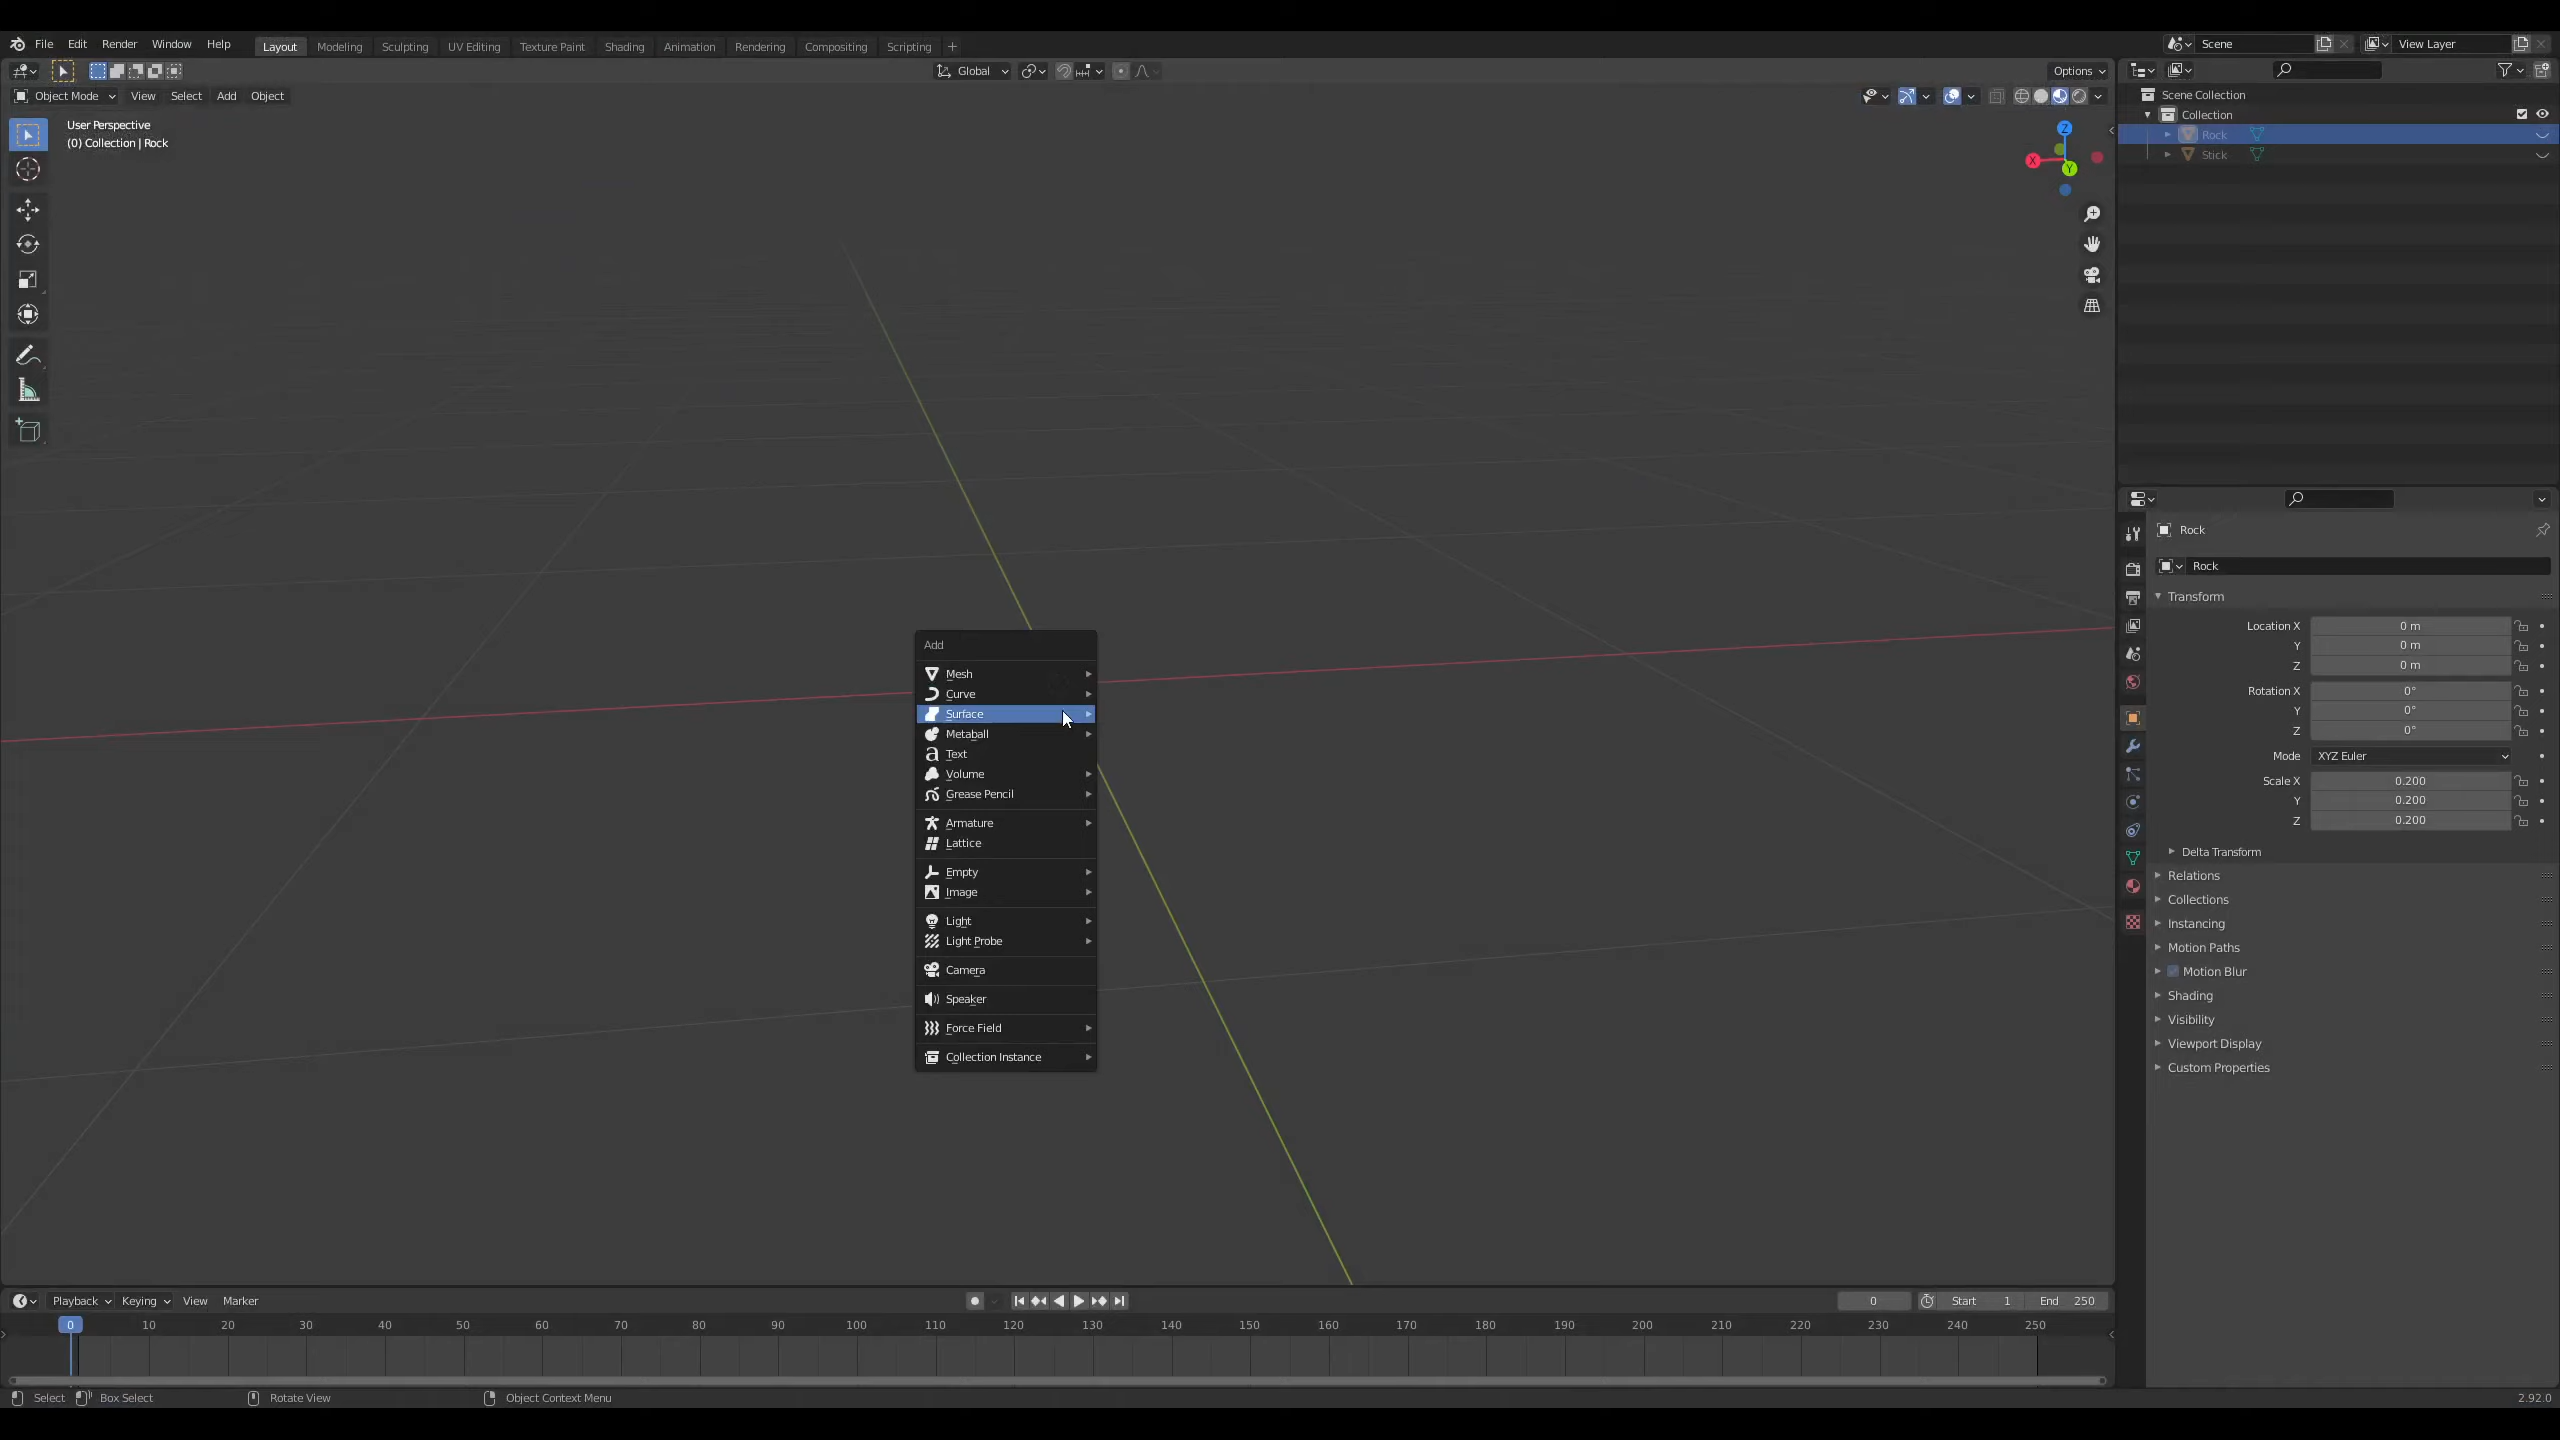 File Edit Render Window Help Layout Modeling Sculpting UV Editing Texture Paint Shading Animation Rendering Compositing Scripting + Scene View Layer
Global Options
Object Mode View Select Add Object
User Perspective
(0) Collection | Rock
Z
X
Y
Scene Collection
Collection
Rock
Stick
Add
Mesh
Curve
Surface
Metaball
Text
Volume
Grease Pencil
Armature
Lattice
Empty
Image
Light
Light Probe
Camera
Speaker
Force Field
Collection Instance
Rock
Rock
Transform
Location X 0 m
Y 0 m
Z 0 m
Rotation X 0°
Y 0°
Z 0°
Mode XYZ Euler
Scale X 0.200
Y 0.200
Z 0.200
Delta Transform
Relations
Collections
Instancing
Motion Paths
Motion Blur
Shading
Visibility
Viewport Display
Custom Properties
Playback Keying View Marker 0 Start 1 End 250
0 10 20 30 40 50 60 70 80 90 100 110 120 130 140 150 160 170 180 190 200 210 220 230 240 250
Select Box Select Rotate View Object Context Menu 2.92.0